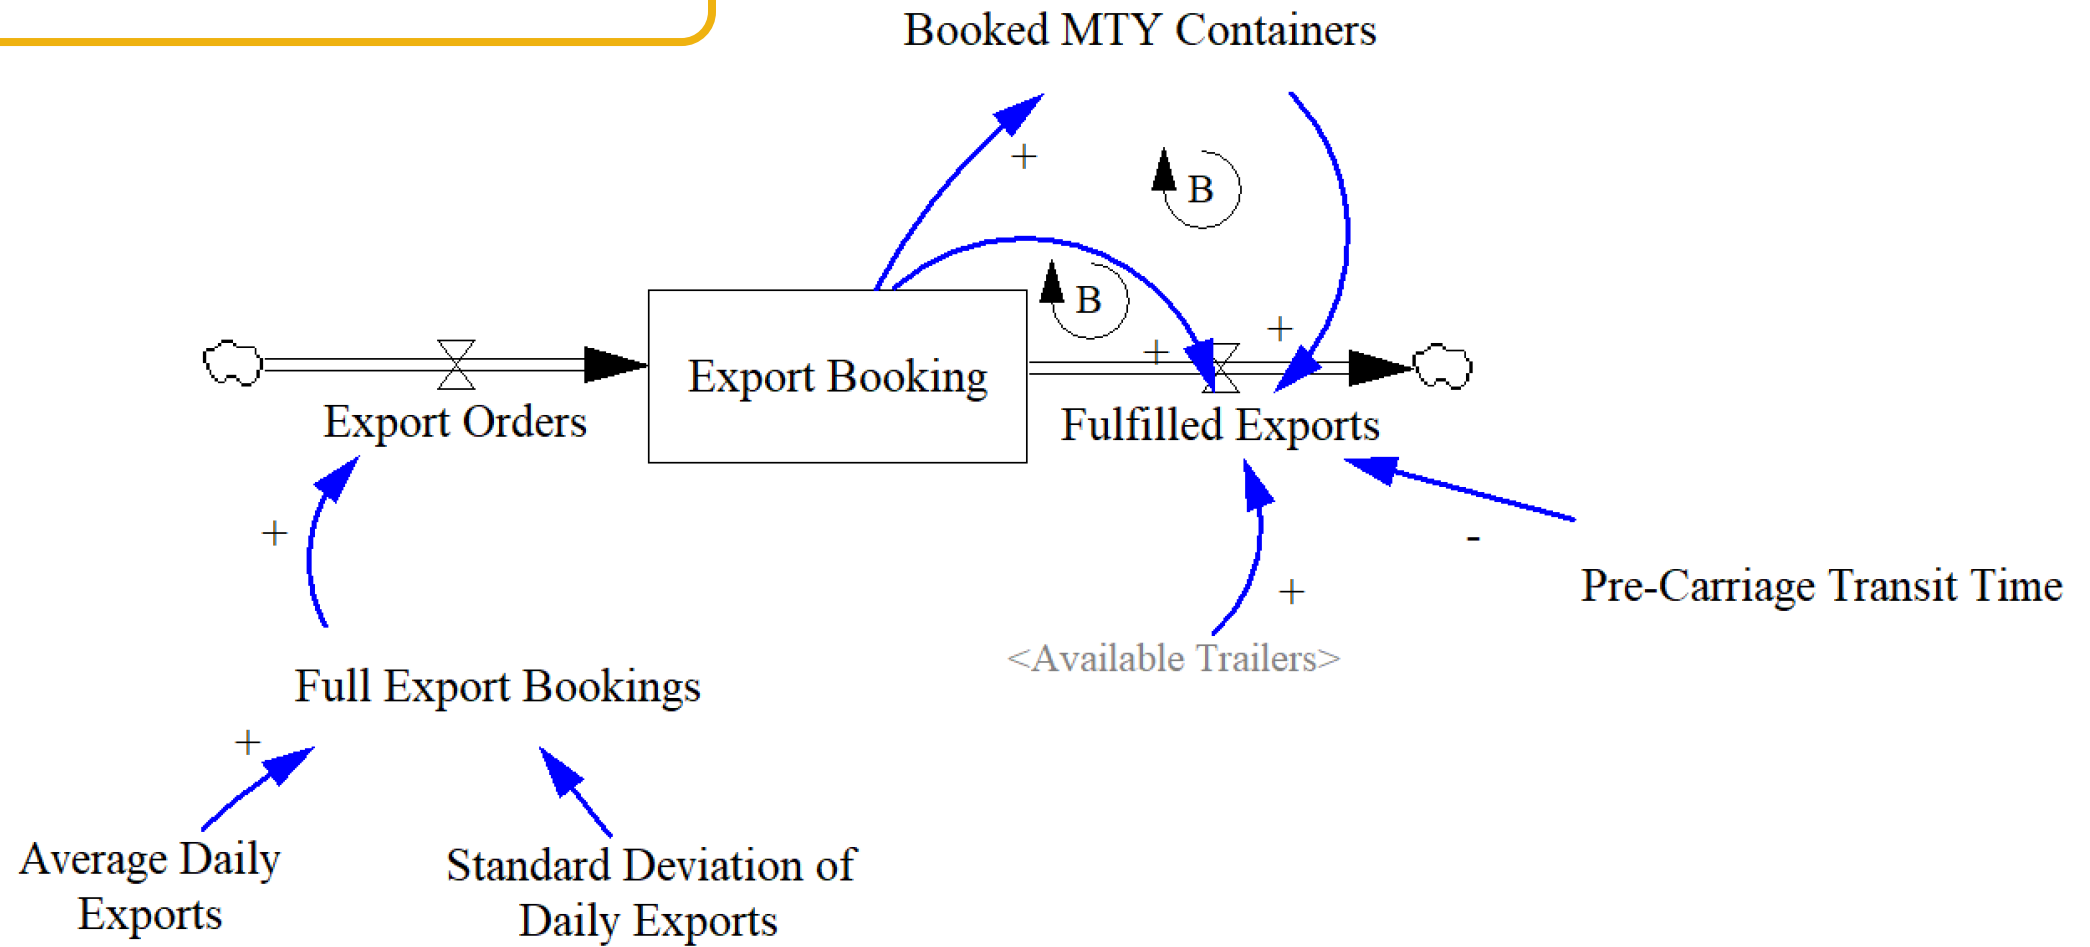 Booked MTY Containers
+
B
B
+
+
Export Booking
Export Orders
Fulfilled Exports
+
-
+
Pre-Carriage Transit Time
<Available Trailers>
Full Export Bookings
+
Average Daily
Exports
Standard Deviation of
Daily Exports